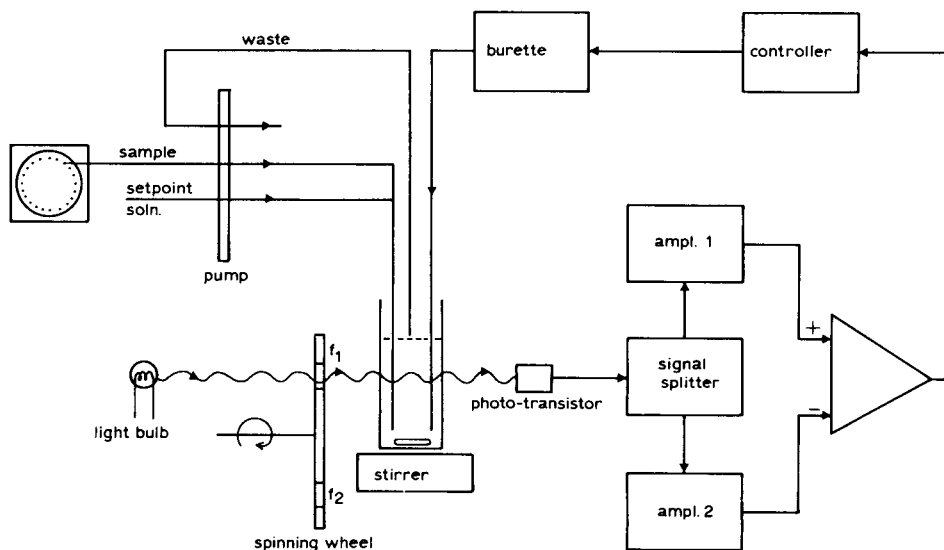 waste
burette
controller
sample
setpoint
soln.
pump
ampl. 1
+
f1
signal
splitter
photo-transistor
light bulb
−
stirrer
f2
ampl. 2
spinning wheel